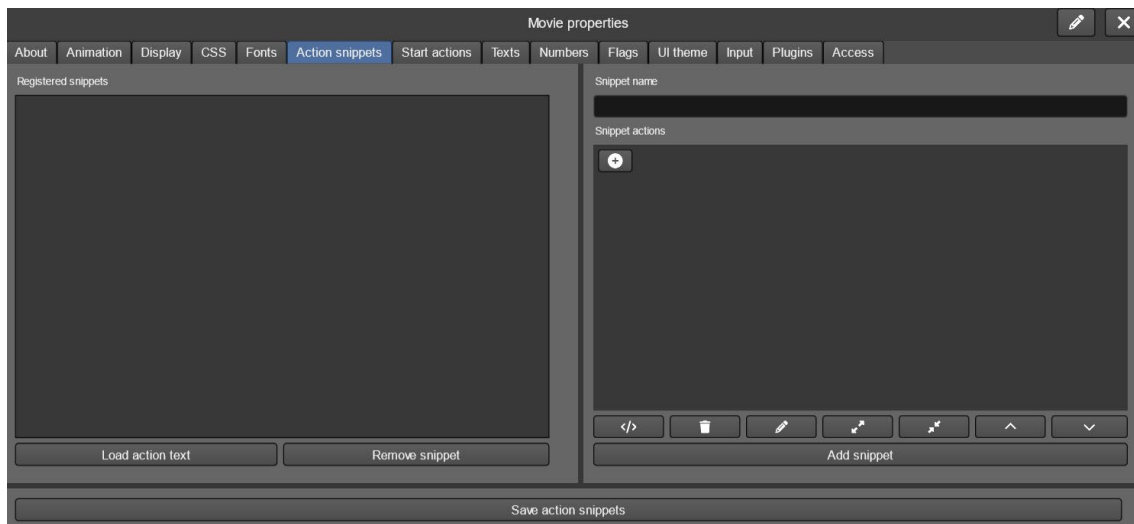 Movie properties
About Animation Display CSS Fonts Action snippets Start actions Texts Numbers Flags UI theme Input Plugins Access
Registered snippets
Snippet name
Snippet actions
Load action text Remove snippet
Add snippet
Save action snippets